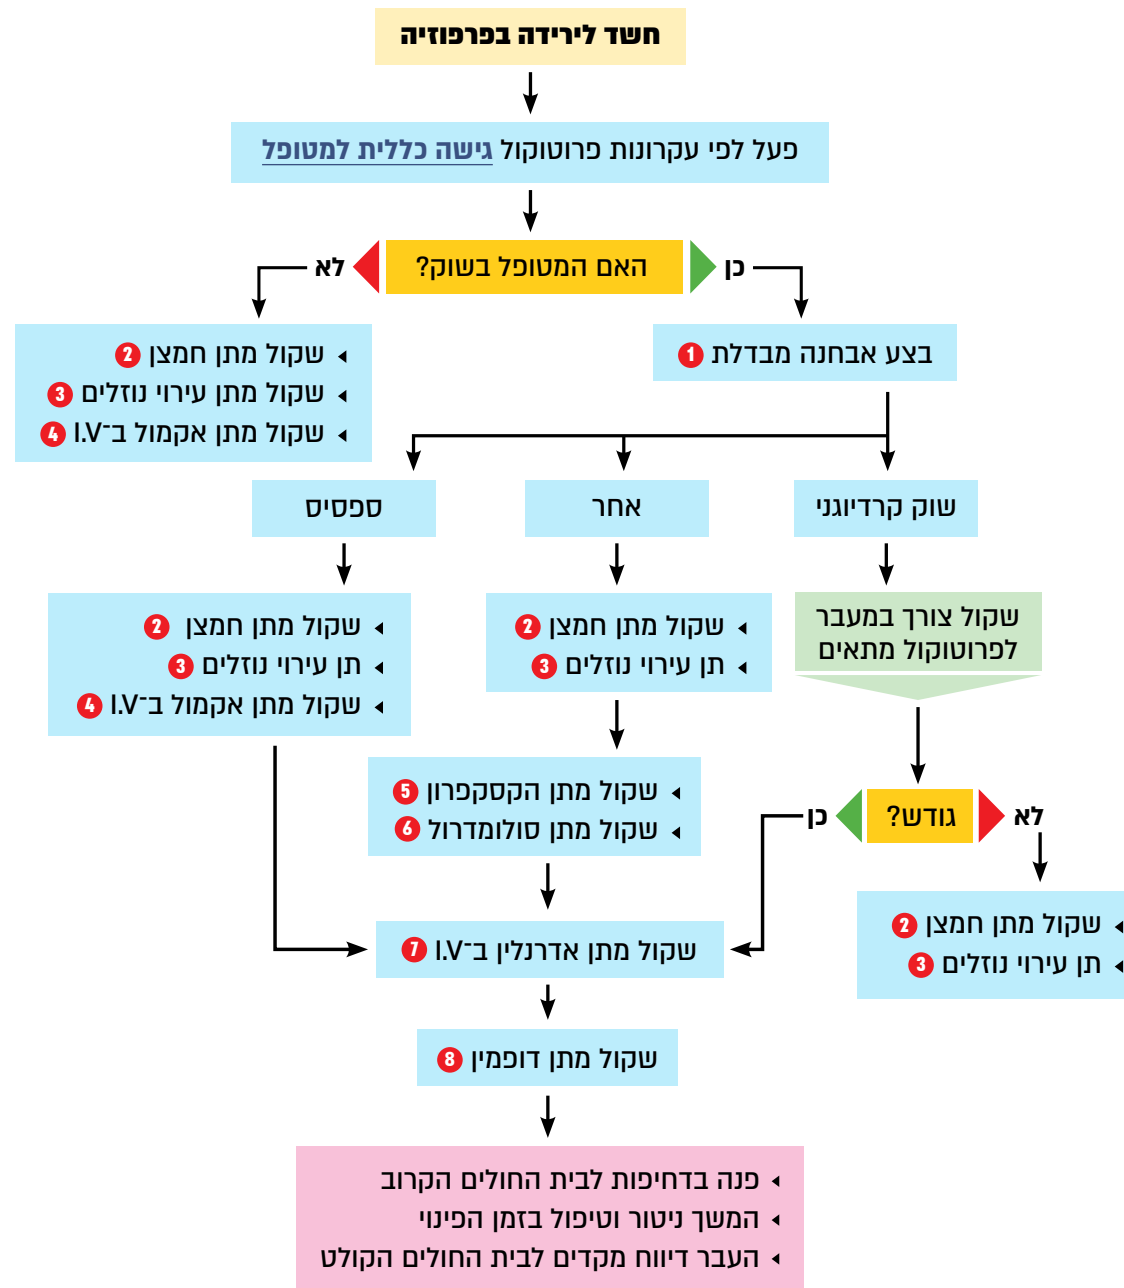 חשד לירידה בפרפוזיה
פעל לפי עקרונות פרוטוקול גישה כללית למטופל
האם המטופל בשוק?
כן
לא
בצע אבחנה מבדלת 1
שקול מתן חמצן 2
שקול מתן עירוי נוזלים 3
שקול מתן אקמול ב־I.V 4
שוק קרדיוגני
אחר
ספסיס
שקול צורך במעבר
לפרוטוקול מתאים
שקול מתן חמצן 2
תן עירוי נוזלים 3
שקול מתן חמצן 2
תן עירוי נוזלים 3
שקול מתן אקמול ב־I.V 4
שקול מתן הקסקפרון 5
שקול מתן סולומדרול 6
גודש?
לא
כן
שקול מתן חמצן 2
תן עירוי נוזלים 3
שקול מתן אדרנלין ב־I.V 7
שקול מתן דופמין 8
פנה בדחיפות לבית החולים הקרוב
המשך ניטור וטיפול בזמן הפינוי
העבר דיווח מקדים לבית החולים הקולט